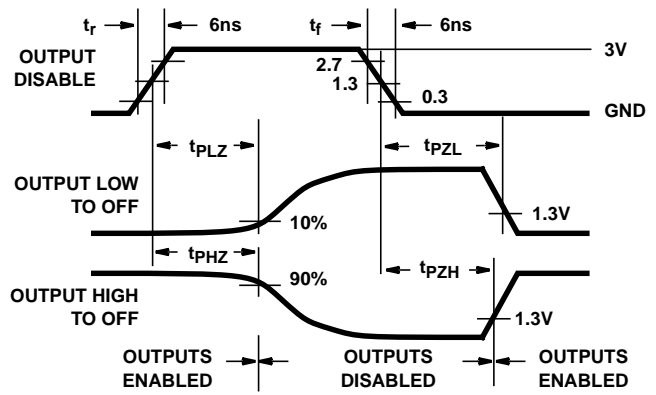 tr 6ns tf 6ns
OUTPUT
DISABLE
3V
2.7
1.3
0.3
GND
tPLZ tPZL
OUTPUT LOW
TO OFF
10%
1.3V
tPHZ tPZH
90%
OUTPUT HIGH
TO OFF
1.3V
OUTPUTS
ENABLED
OUTPUTS
DISABLED
OUTPUTS
ENABLED